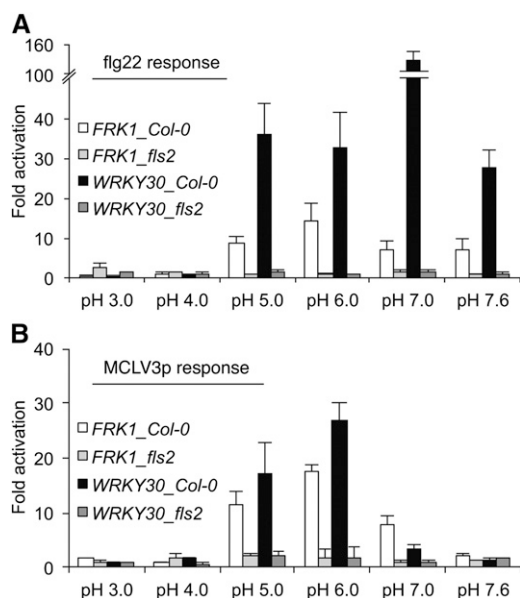 A
160
100
flg22 response
Fold activation
40
30
20
10
0
FRK1_Col-0
FRK1_fls2
WRKY30_Col-0
WRKY30_fls2
pH 3.0 pH 4.0 pH 5.0 pH 6.0 pH 7.0 pH 7.6
B
40
30
20
10
0
MCLV3p response
Fold activation
FRK1_Col-0
FRK1_fls2
WRKY30_Col-0
WRKY30_fls2
pH 3.0 pH 4.0 pH 5.0 pH 6.0 pH 7.0 pH 7.6